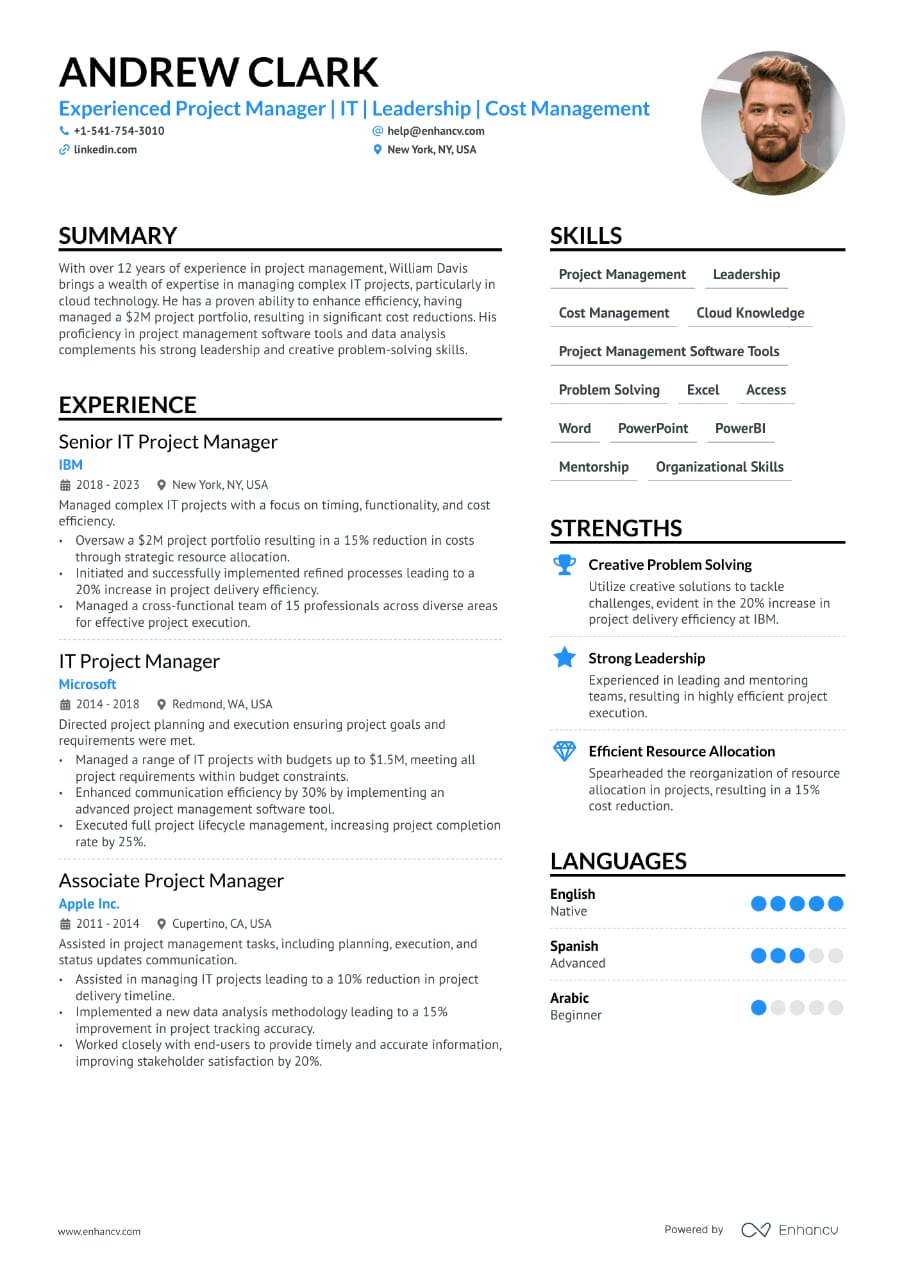 ANDREW CLARK
Experienced Project Manager | IT | Leadership | Cost Management
+1-541-754-3010
help@enhancv.com
linkedin.com
New York, NY, USA
SUMMARY
With over 12 years of experience in project management, William Davis
brings a wealth of expertise in managing complex IT projects, particularly in
cloud technology. He has a proven ability to enhance efficiency, having
managed a $2M project portfolio, resulting in significant cost reductions. His
proficiency in project management software tools and data analysis
complements his strong leadership and creative problem-solving skills.
EXPERIENCE
Senior IT Project Manager
IBM
2018 - 2023 New York, NY, USA
Managed complex IT projects with a focus on timing, functionality, and cost
efficiency.
• Oversaw a $2M project portfolio resulting in a 15% reduction in costs
through strategic resource allocation.
• Initiated and successfully implemented refined processes leading to a
20% increase in project delivery efficiency.
• Managed a cross-functional team of 15 professionals across diverse areas
for effective project execution.
IT Project Manager
Microsoft
2014 - 2018 Redmond, WA, USA
Directed project planning and execution ensuring project goals and
requirements were met.
• Managed a range of IT projects with budgets up to $1.5M, meeting all
project requirements within budget constraints.
• Enhanced communication efficiency by 30% by implementing an
advanced project management software tool.
• Executed full project lifecycle management, increasing project completion
rate by 25%.
Associate Project Manager
Apple Inc.
2011 - 2014 Cupertino, CA, USA
Assisted in project management tasks, including planning, execution, and
status updates communication.
• Assisted in managing IT projects leading to a 10% reduction in project
delivery timeline.
• Implemented a new data analysis methodology leading to a 15%
improvement in project tracking accuracy.
• Worked closely with end-users to provide timely and accurate information,
improving stakeholder satisfaction by 20%.
SKILLS
Project Management Leadership
Cost Management Cloud Knowledge
Project Management Software Tools
Problem Solving Excel Access
Word PowerPoint PowerBI
Mentorship Organizational Skills
STRENGTHS
Creative Problem Solving
Utilize creative solutions to tackle
challenges, evident in the 20% increase in
project delivery efficiency at IBM.
Strong Leadership
Experienced in leading and mentoring
teams, resulting in highly efficient project
execution.
Efficient Resource Allocation
Spearheaded the reorganization of resource
allocation in projects, resulting in a 15%
cost reduction.
LANGUAGES
English
Native
Spanish
Advanced
Arabic
Beginner
www.enhancv.com
Powered by Enhancv